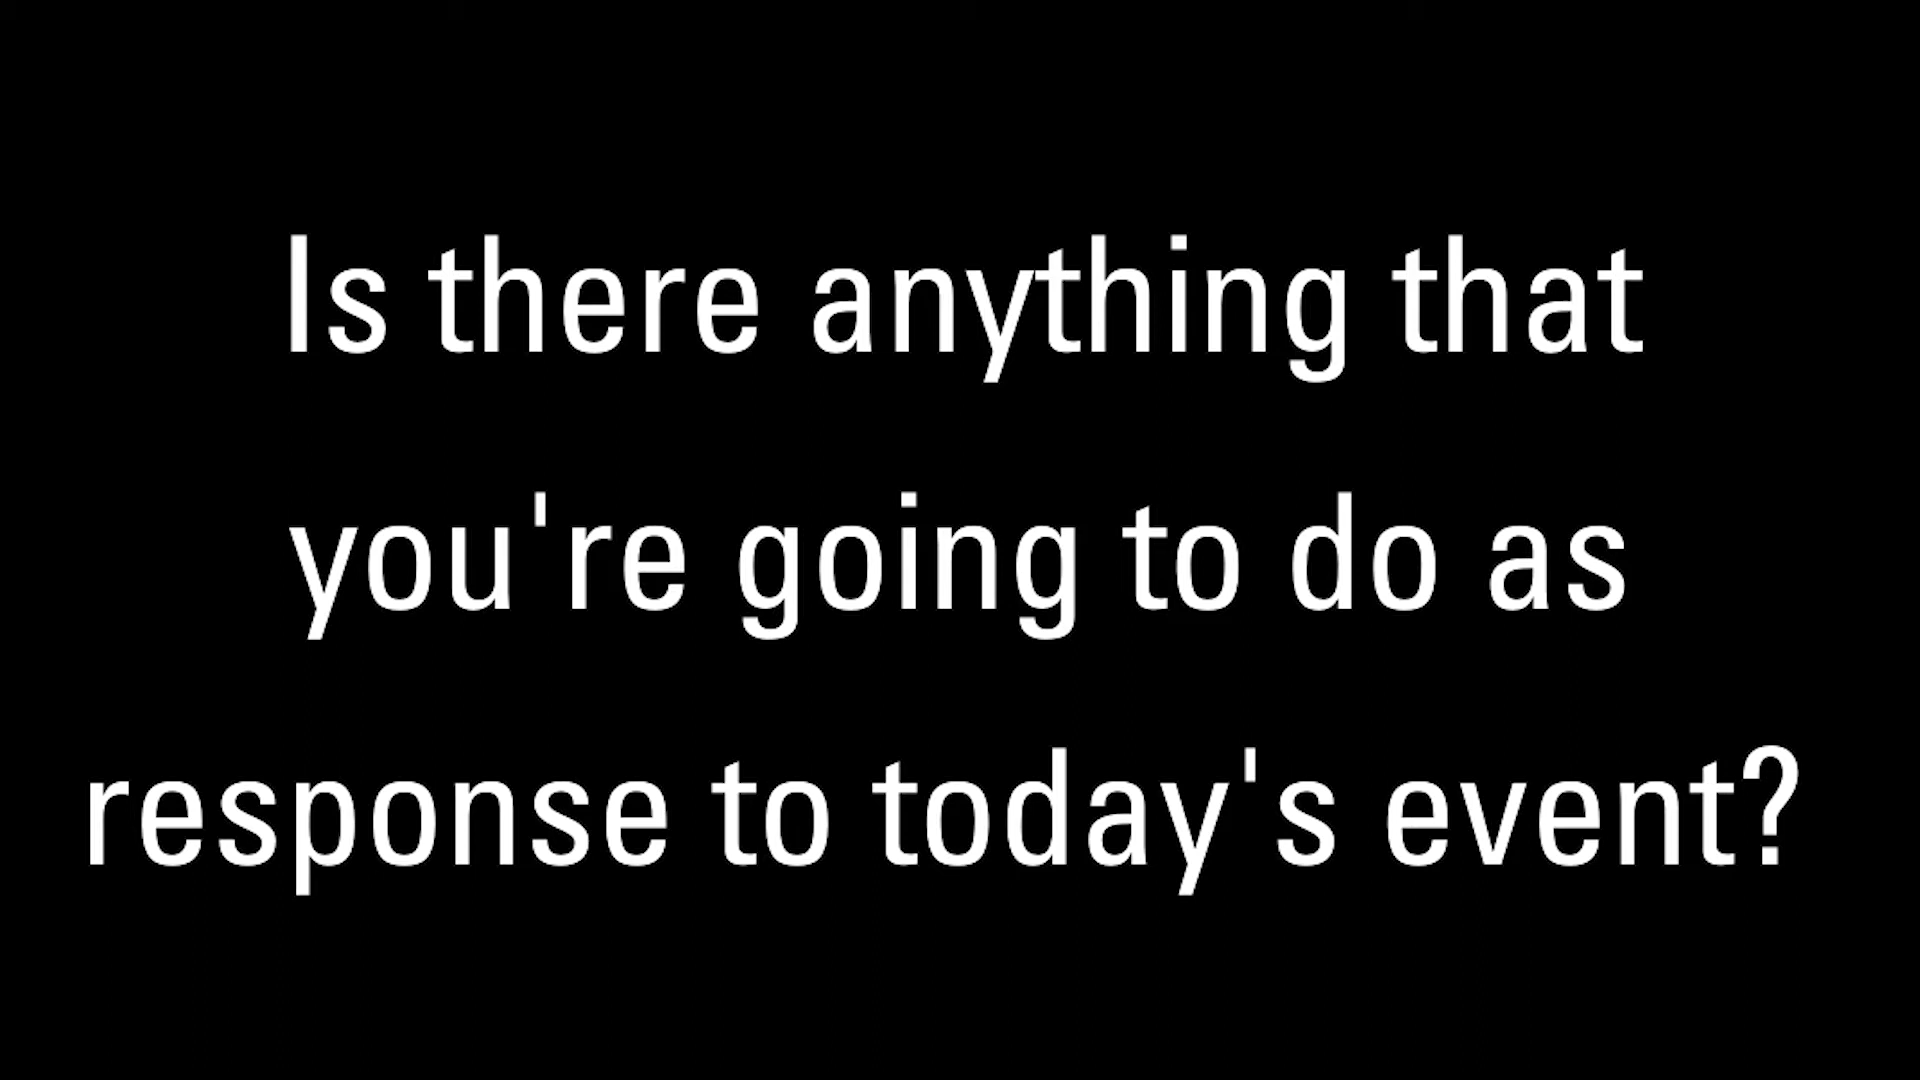 Is there anything that
you're going to do as
response to today's event?